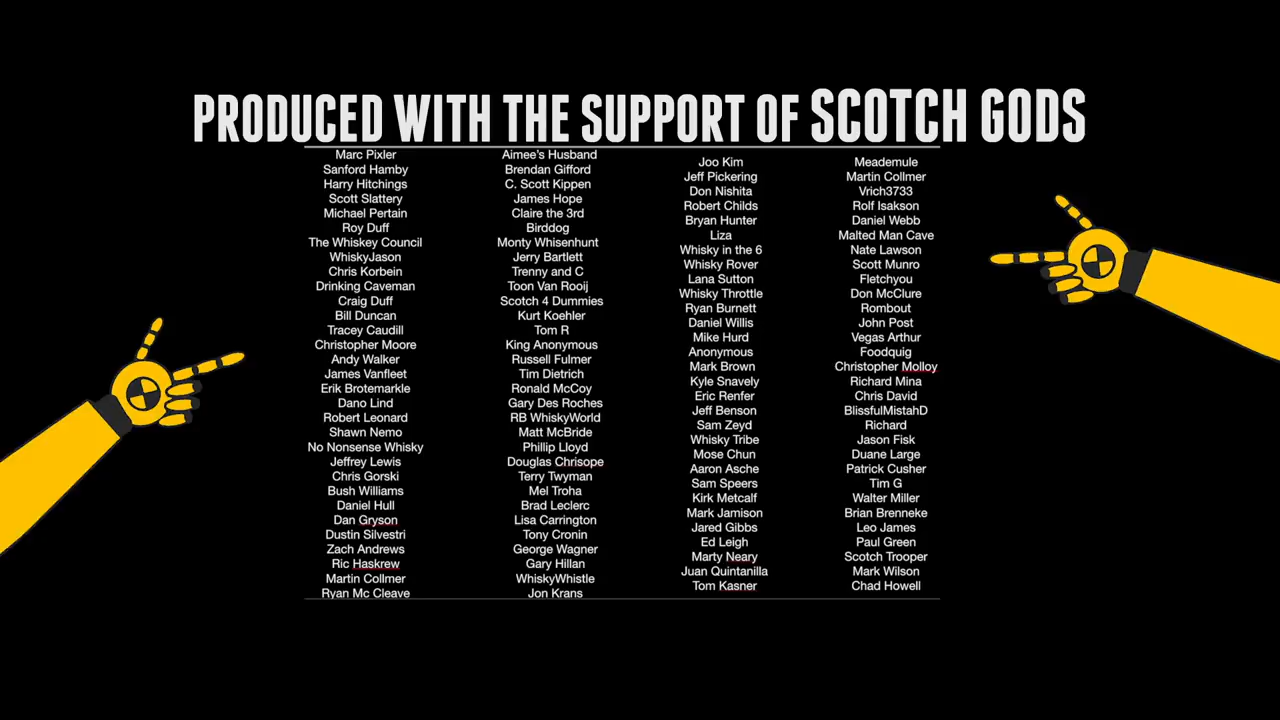 PRODUCED WITH THE SUPPORT OF SCOTCH GODS
Marc Pixler
Sanford Hamby
Harry Hitchings
Scott Slattery
Michael Pertain
Roy Duff
The Whiskey Council
WhiskyJason
Chris Korbein
Drinking Caveman
Craig Duff
Bill Duncan
Tracey Caudill
Christopher Moore
Andy Walker
James Vanfleet
Erik Brotemarkle
Dano Lind
Robert Leonard
Shawn Nemo
No Nonsense Whisky
Jeffrey Lewis
Chris Gorski
Bush Williams
Daniel Hull
Dan Gryson
Dustin Silvestri
Zach Andrews
Ric Haskrew
Martin Collmer
Ryan Mc Cleave
Aimee's Husband
Brendan Gifford
C. Scott Kippen
James Hope
Claire the 3rd
Birddog
Monty Whisenhunt
Jerry Bartlett
Trenny and C
Toon Van Rooij
Scotch 4 Dummies
Kurt Koehler
Tom R
King Anonymous
Russell Fulmer
Tim Dietrich
Ronald McCoy
Gary Des Roches
RB WhiskyWorld
Matt McBride
Phillip Lloyd
Douglas Chrisope
Terry Twyman
Mel Troha
Brad Leclerc
Lisa Carrington
Tony Cronin
George Wagner
Gary Hillan
WhiskyWhistle
Jon Krans
Joo Kim
Jeff Pickering
Don Nishita
Robert Childs
Bryan Hunter
Liza
Whisky in the 6
Whisky Rover
Lana Sutton
Whisky Throttle
Ryan Burnett
Daniel Willis
Mike Hurd
Anonymous
Mark Brown
Kyle Snavely
Eric Renfer
Jeff Benson
Sam Zeyd
Whisky Tribe
Mose Chun
Aaron Asche
Sam Speers
Kirk Metcalf
Mark Jamison
Jared Gibbs
Ed Leigh
Marty Neary
Juan Quintanilla
Tom Kasner
Meademule
Martin Collmer
Vrich3733
Rolf Isakson
Daniel Webb
Malted Man Cave
Nate Lawson
Scott Munro
Fletchyou
Don McClure
Rombout
John Post
Vegas Arthur
Foodquig
Christopher Molloy
Richard Mina
Chris David
BlissfulMistahD
Richard
Jason Fisk
Duane Large
Patrick Cusher
Tim G
Walter Miller
Brian Brenneke
Leo James
Paul Green
Scotch Trooper
Mark Wilson
Chad Howell